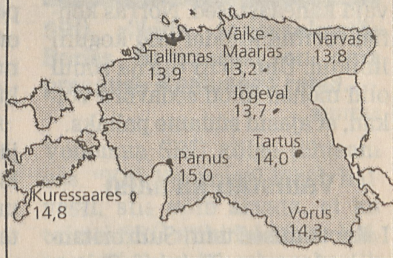 Tallinnas
13,9
Väike-
Maarjas
13,2
Narvas
13,8
Jõgeval
13,7
Tartus
14,0
Pärnus
15,0
Kuressaares
14,8
Võrus
14,3